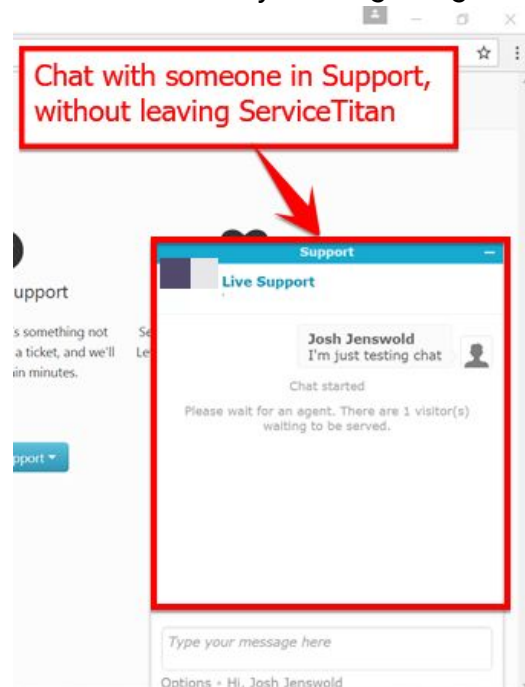 Chat with someone in Support,
without leaving ServiceTitan
Support
upport
Live Support
s something not
a ticket, and we'll
in minutes.
Se
Le
Josh Jenswold
I'm just testing chat
Chat started
Please wait for an agent. There are 1 visitor(s)
waiting to be served.
pport
Type your message here
Options • Hi, Josh Jenswold